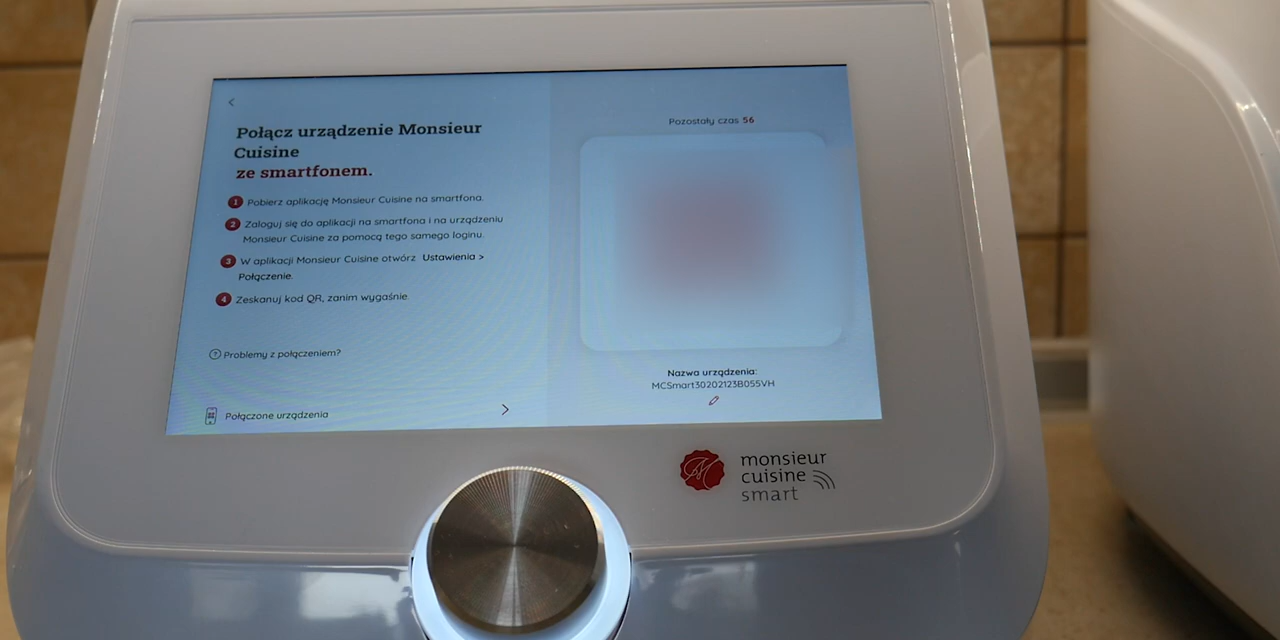 Połącz urządzenie Monsieur
Cuisine
ze smartfonem.
1 Pobierz aplikację Monsieur Cuisine na smartfona.
2 Zaloguj się do aplikacji na smartfona i na urządzeniu
Monsieur Cuisine za pomocą tego samego loginu.
3 W aplikacji Monsieur Cuisine otwórz Ustawienia >
Połączenie.
4 Zeskanuj kod QR, zanim wygaśnie.
? Problemy z połączeniem?
Połączone urządzenia
Pozostały czas 56
Nazwa urządzenia:
MCSmart30202123B055VH
M
monsieur
cuisine
smart